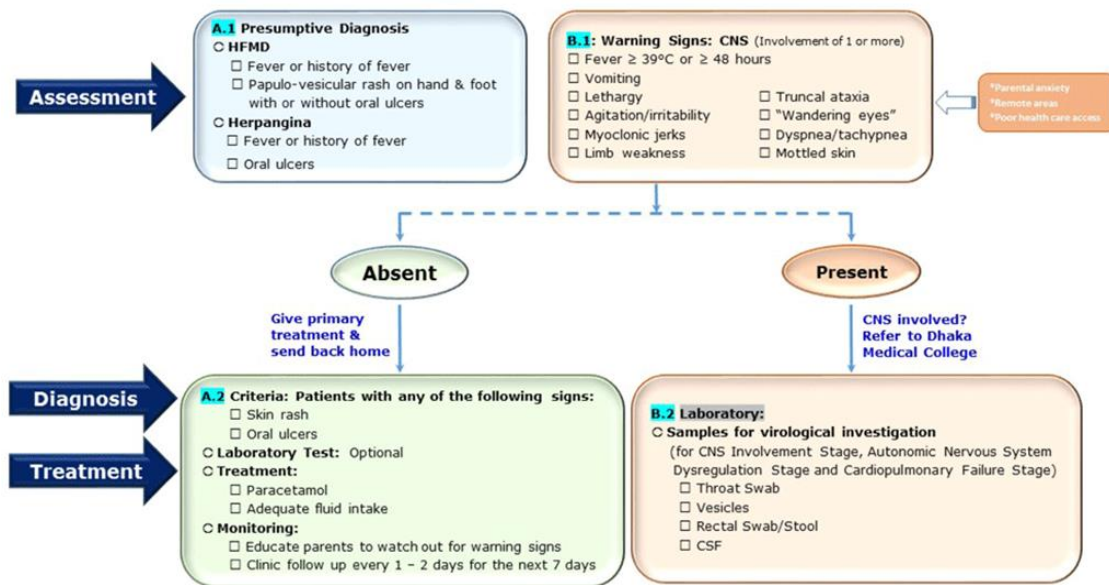 Assessment
A.1 Presumptive Diagnosis
HFMD
Fever or history of fever
Papulo-vesicular rash on hand & foot
with or without oral ulcers
Herpangina
Fever or history of fever
Oral ulcers
B.1: Warning Signs: CNS (Involvement of 1 or more)
Fever ≥ 39°C or ≥ 48 hours
Vomiting
Lethargy
Agitation/irritability
Myoclonic jerks
Limb weakness
Truncal ataxia
“Wandering eyes”
Dyspnea/tachypnea
Mottled skin
*Parental anxiety
*Remote areas
*Poor health care access
Absent
Present
Give primary
treatment &
send back home
CNS involved?
Refer to Dhaka
Medical College
Diagnosis
Treatment
A.2 Criteria: Patients with any of the following signs:
Skin rash
Oral ulcers
Laboratory Test: Optional
Treatment:
Paracetamol
Adequate fluid intake
Monitoring:
Educate parents to watch out for warning signs
Clinic follow up every 1 – 2 days for the next 7 days
B.2 Laboratory:
Samples for virological investigation
(for CNS Involvement Stage, Autonomic Nervous System
Dysregulation Stage and Cardiopulmonary Failure Stage)
Throat Swab
Vesicles
Rectal Swab/Stool
CSF